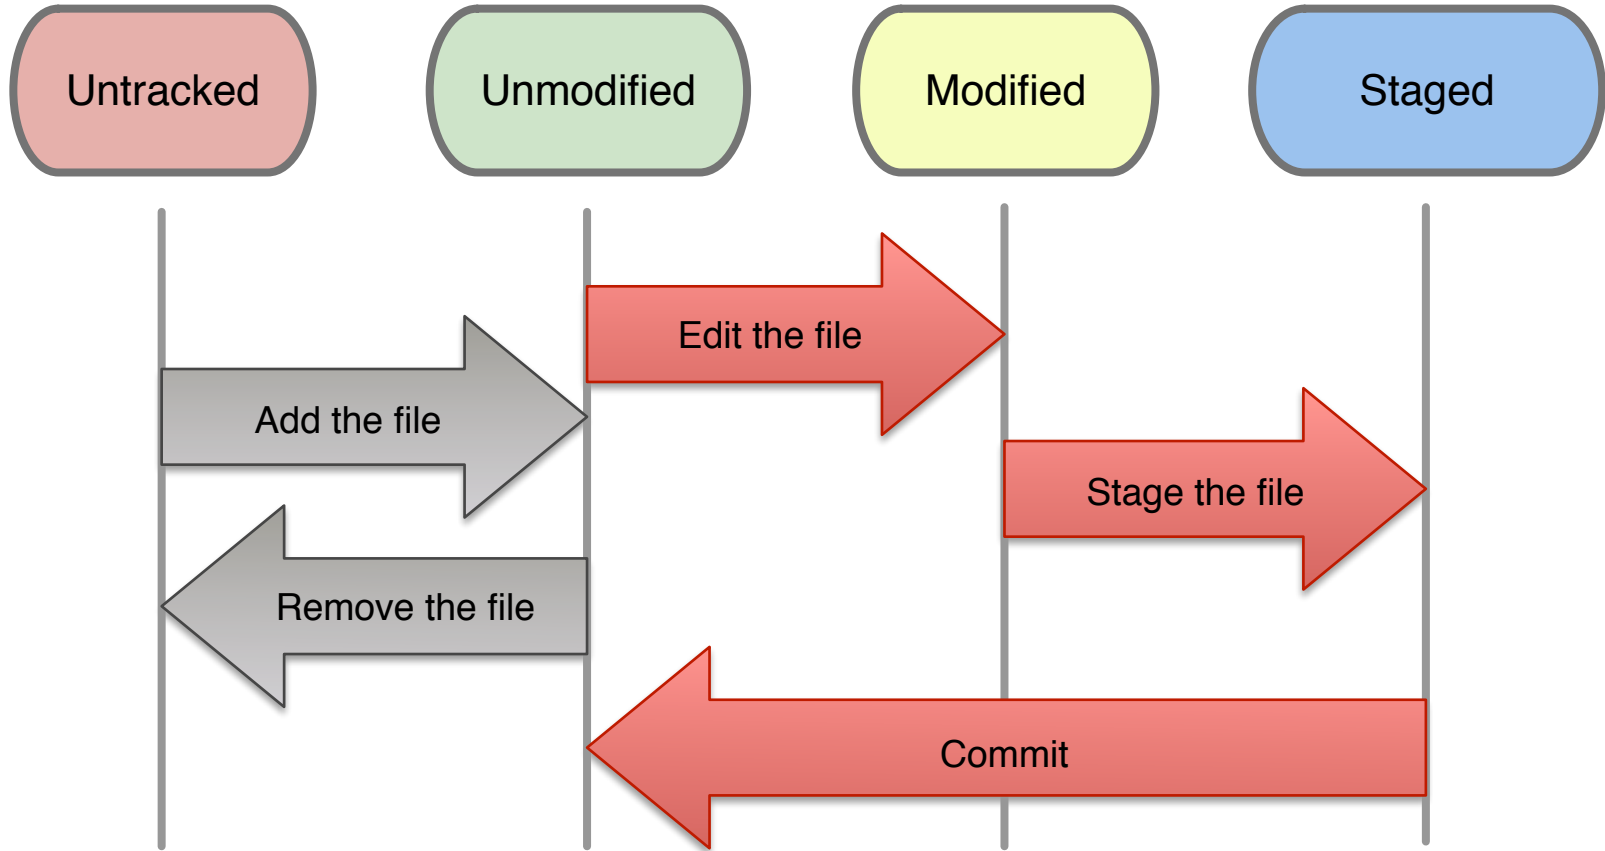 Untracked
Unmodified
Modified
Staged
Edit the file
Add the file
Stage the file
Remove the file
Commit